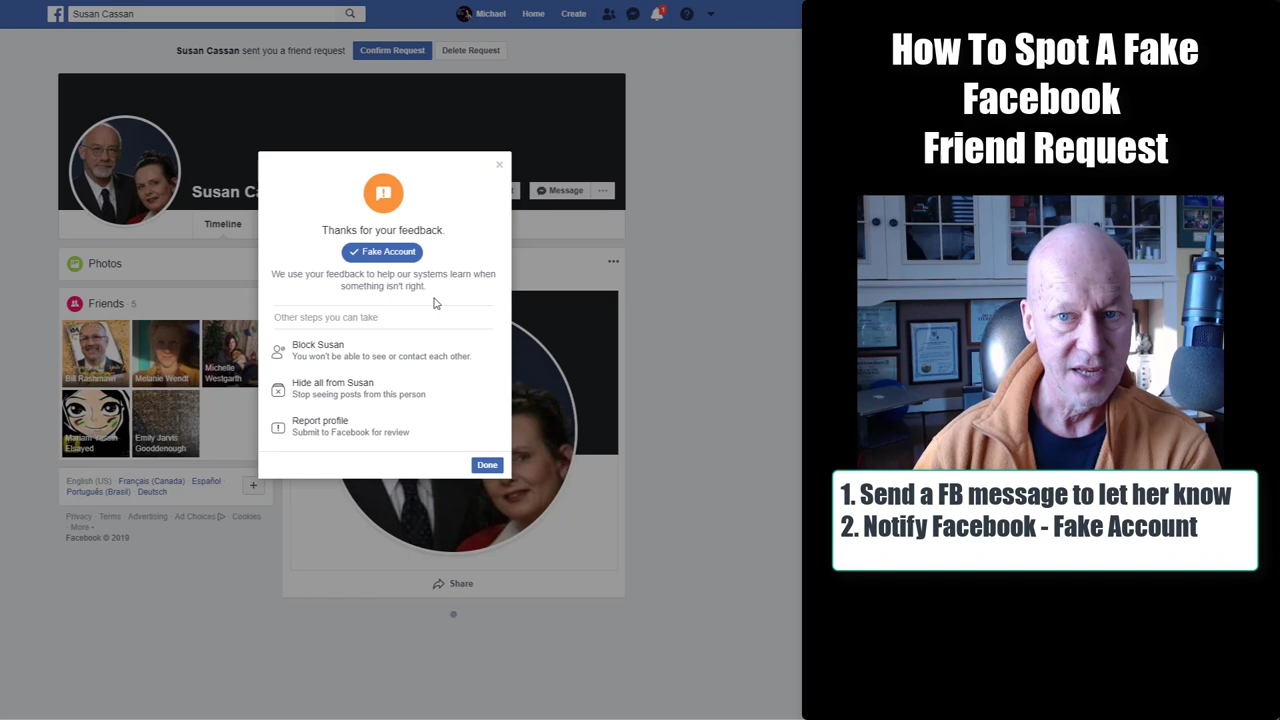 Susan Cassan
Michael
Home
Create
1
Susan Cassan sent you a friend request
Confirm Request
Delete Request
Susan Ca
Message
Timeline
Photos
Friends 5
Bill Rashmawi
Melanie Wendt
Michelle
Westgarth
Elsayed
Emily Jarvis
Gooddenough
English (US) · Français (Canada) · Español ·
Português (Brasil) · Deutsch
Privacy · Terms · Advertising · Ad Choices · Cookies
· More
Facebook © 2019
Thanks for your feedback.
Fake Account
We use your feedback to help our systems learn when
something isn't right.
Other steps you can take
Block Susan
You won't be able to see or contact each other.
Hide all from Susan
Stop seeing posts from this person
Report profile
Submit to Facebook for review
Done
Share
How To Spot A Fake
Facebook
Friend Request
1. Send a FB message to let her know
2. Notify Facebook - Fake Account